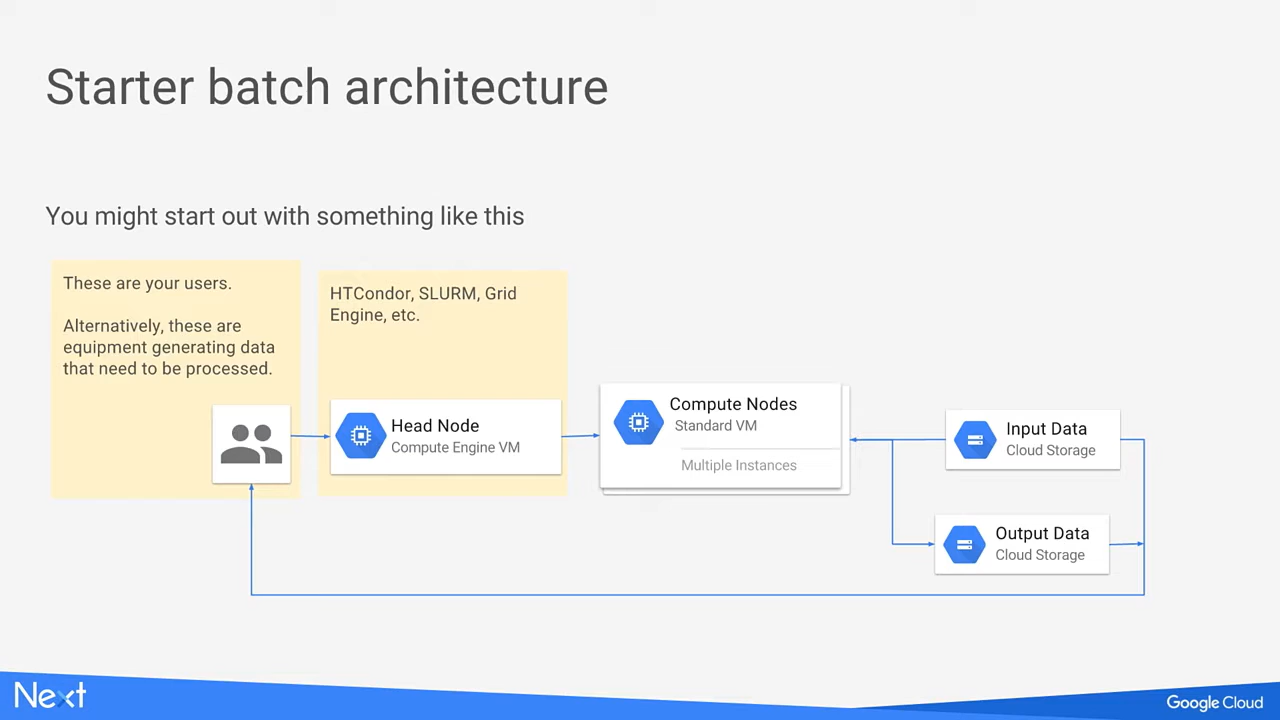 Starter batch architecture
You might start out with something like this
These are your users.
Alternatively, these are
equipment generating data
that need to be processed.
HTCondor, SLURM, Grid
Engine, etc.
Head Node
Compute Engine VM
Compute Nodes
Standard VM
Multiple Instances
Input Data
Cloud Storage
Output Data
Cloud Storage
Next
Google Cloud